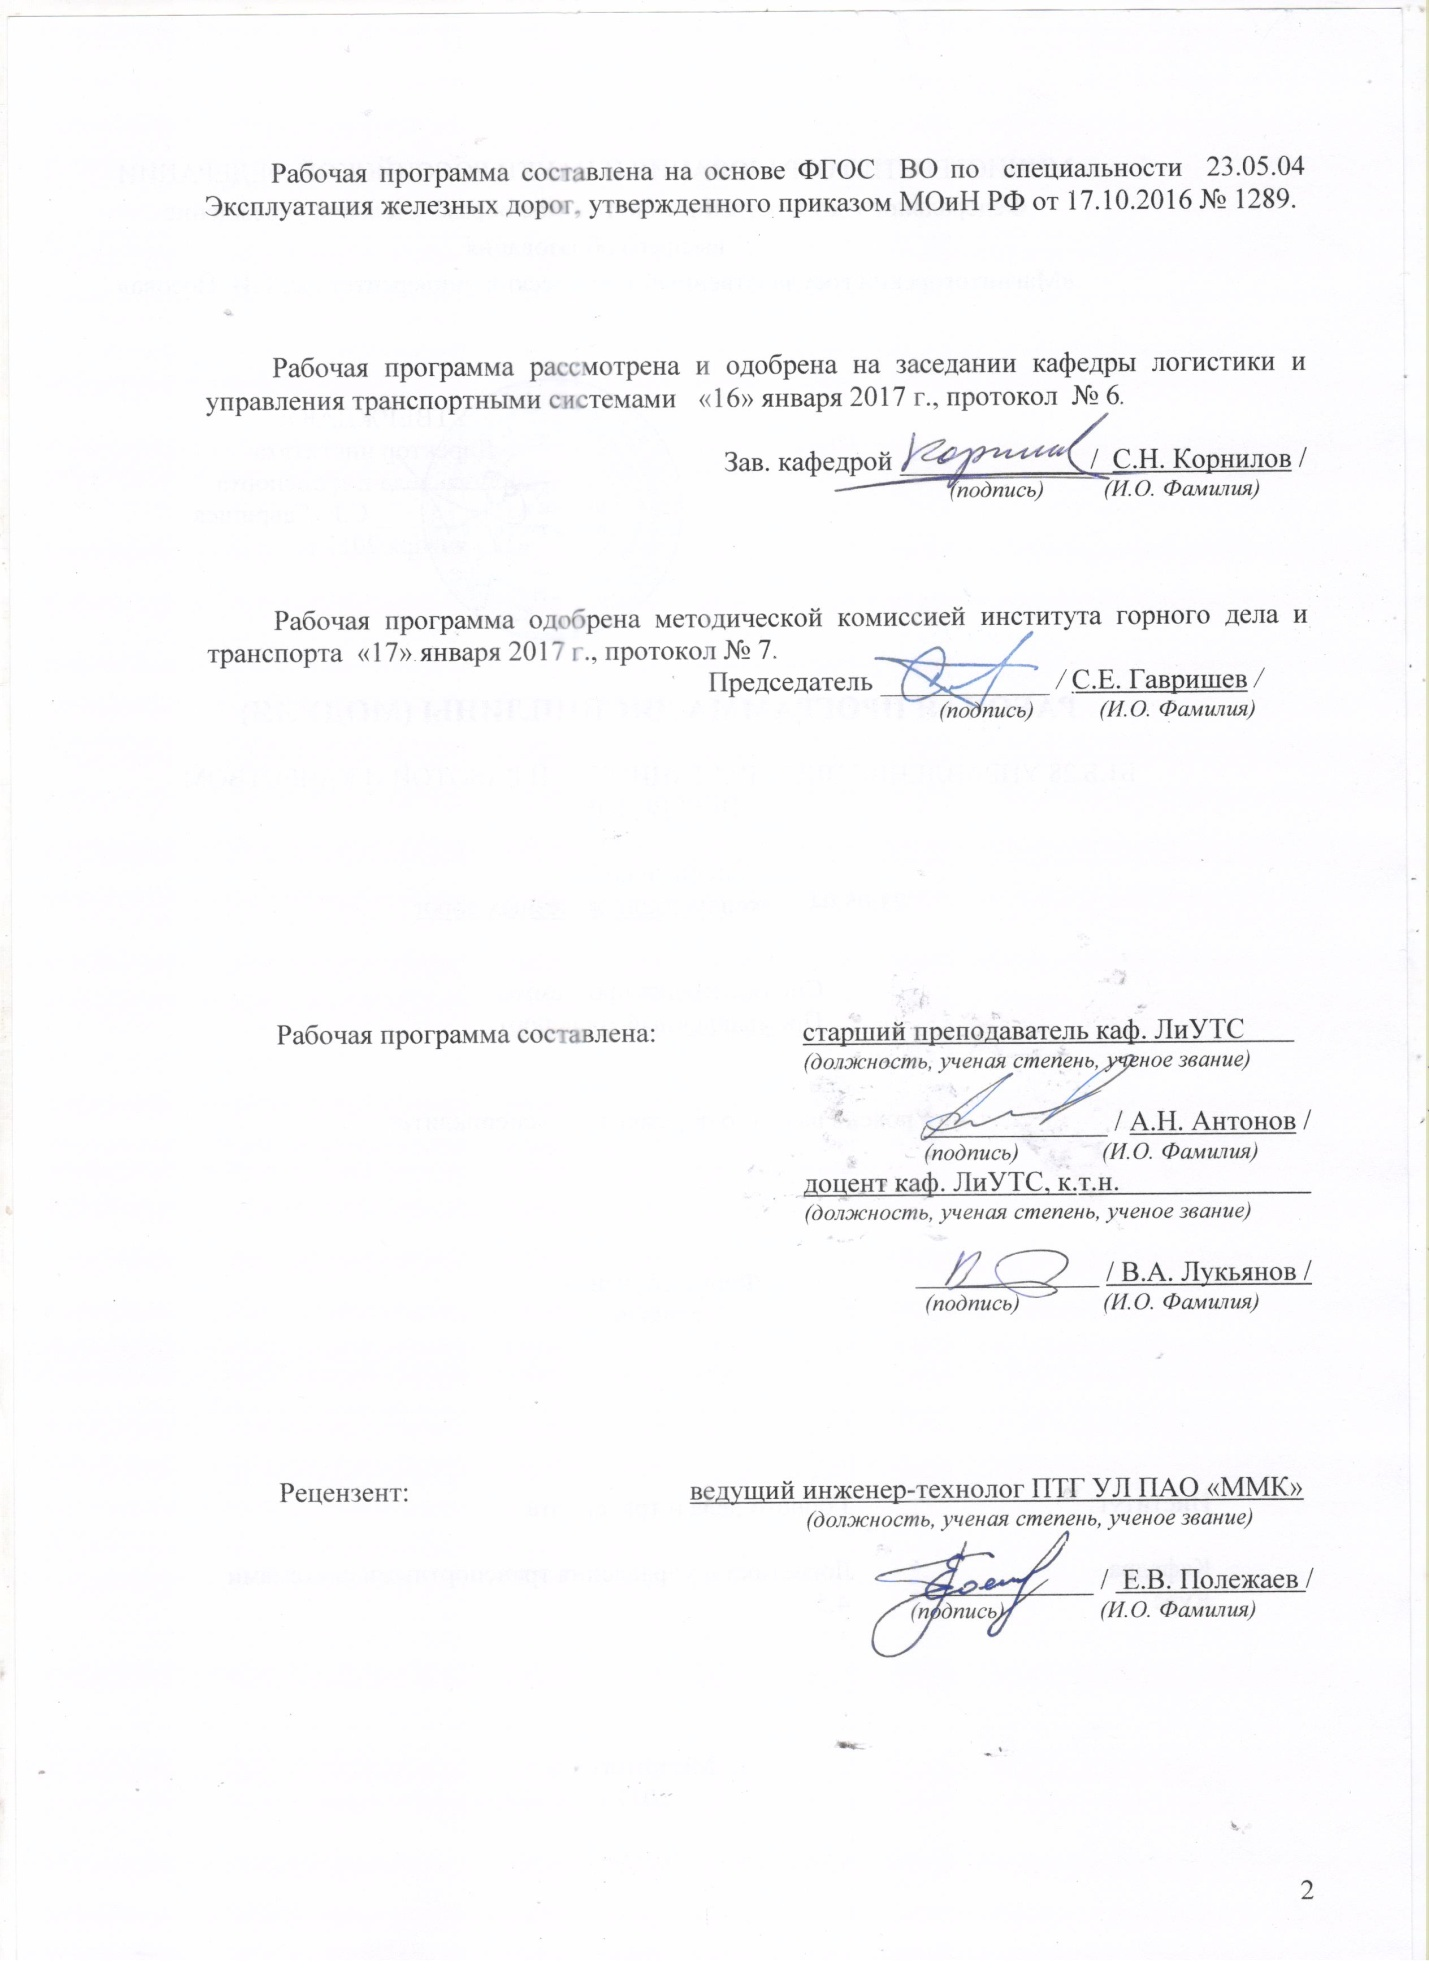 Рабочая программа составлена на основе ФГОС ВО по специальности 23.05.04
Эксплуатация железных дорог, утвержденного приказом МОиН РФ от 17.10.2016 № 1289.
Рабочая программа рассмотрена и одобрена на заседании кафедры логистики и
управления транспортными системами «16» января 2017 г., протокол № 6.
Зав. кафедрой / С.Н. Корнилов /
(подпись) (И.О. Фамилия)
Рабочая программа одобрена методической комиссией института горного дела и
транспорта «17» января 2017 г., протокол № 7.
Председатель / С.Е. Гавришев /
(подпись) (И.О. Фамилия)
Рабочая программа составлена: старший преподаватель каф. ЛиУТС
(должность, ученая степень, ученое звание)
/ А.Н. Антонов /
(подпись) (И.О. Фамилия)
доцент каф. ЛиУТС, к.т.н.
(должность, ученая степень, ученое звание)
/ В.А. Лукьянов /
(подпись) (И.О. Фамилия)
Рецензент: ведущий инженер-технолог ПТГ УЛ ПАО «ММК»
(должность, ученая степень, ученое звание)
/ Е.В. Полежаев /
(подпись) (И.О. Фамилия)
2